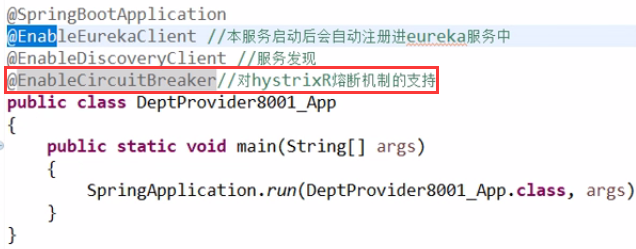 @SpringBootApplication
@EnableEurekaClient //本服务启动后会自动注册进eureka服务中
@EnableDiscoveryClient //服务发现
@EnableCircuitBreaker//对hystrixR熔断机制的支持
public class DeptProvider8001_App
{
public static void main(String[] args)
{
SpringApplication.run(DeptProvider8001_App.class, args)
}
}